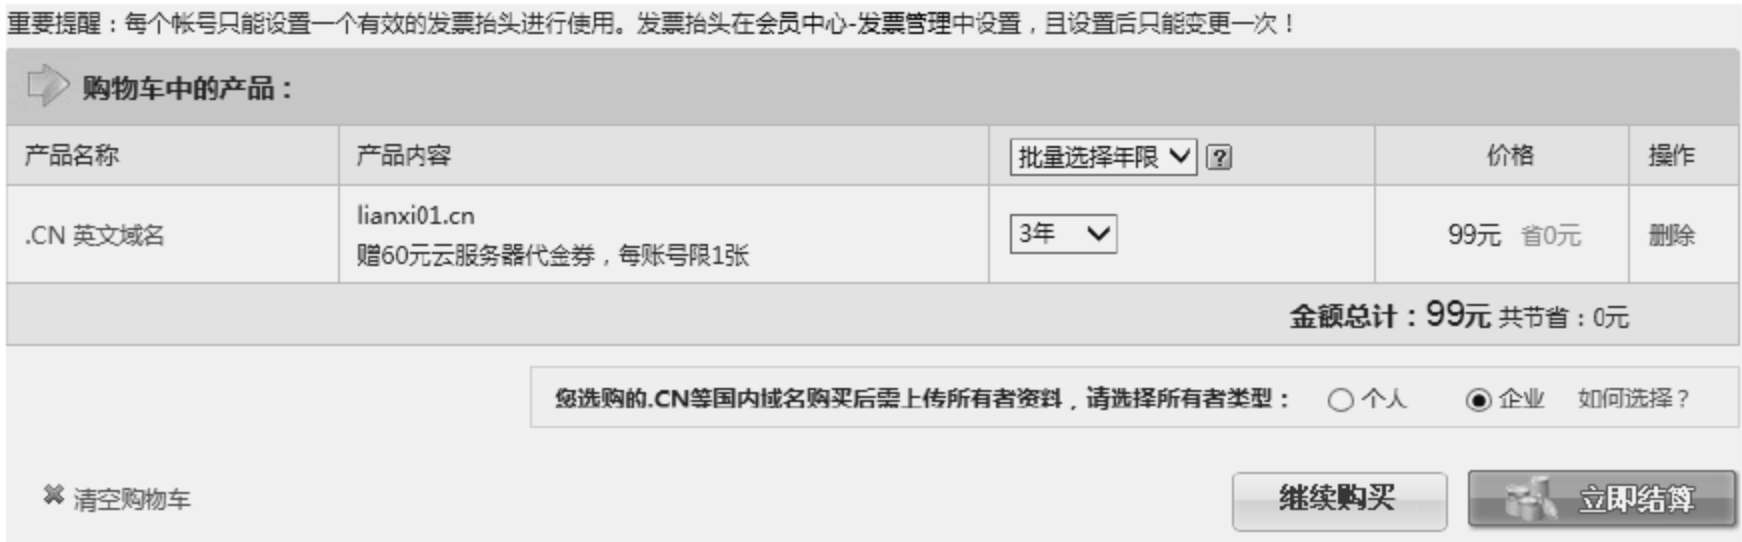 重要提醒：每个帐号只能设置一个有效的发票抬头进行使用。发票抬头在会员中心-发票管理中设置，且设置后只能变更一次！
购物车中的产品：
产品名称 产品内容 批量选择年限 ? 价格 操作
lianxi01.cn
.CN 英文域名 3年 99元 省0元 删除
赠60元云服务器代金券，每账号限1张
金额总计：99元 共节省：0元
您选购的.CN等国内域名购买后需上传所有者资料，请选择所有者类型： 个人 企业 如何选择？
清空购物车 继续购买 立即结算